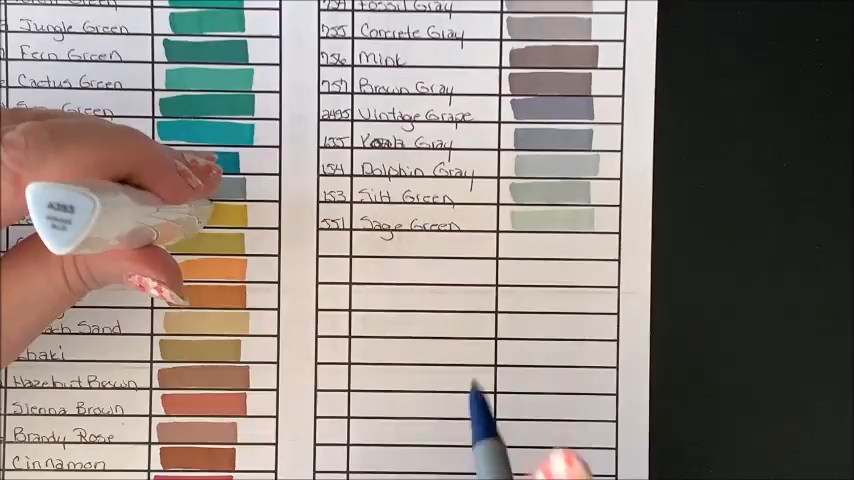 Jungle Green
Fern Green
Cactus Green
Green
Sand
Khaki
Hazelnut Brown
Sienna Brown
Brandy Rose
Cinnamon
Fossil Gray
755 Concrete Gray
756 Mink
757 Brown Gray
2495 Vintage Grape
155 Gray
154 Dolphin Gray
153 Silt Green
551 Sage Green